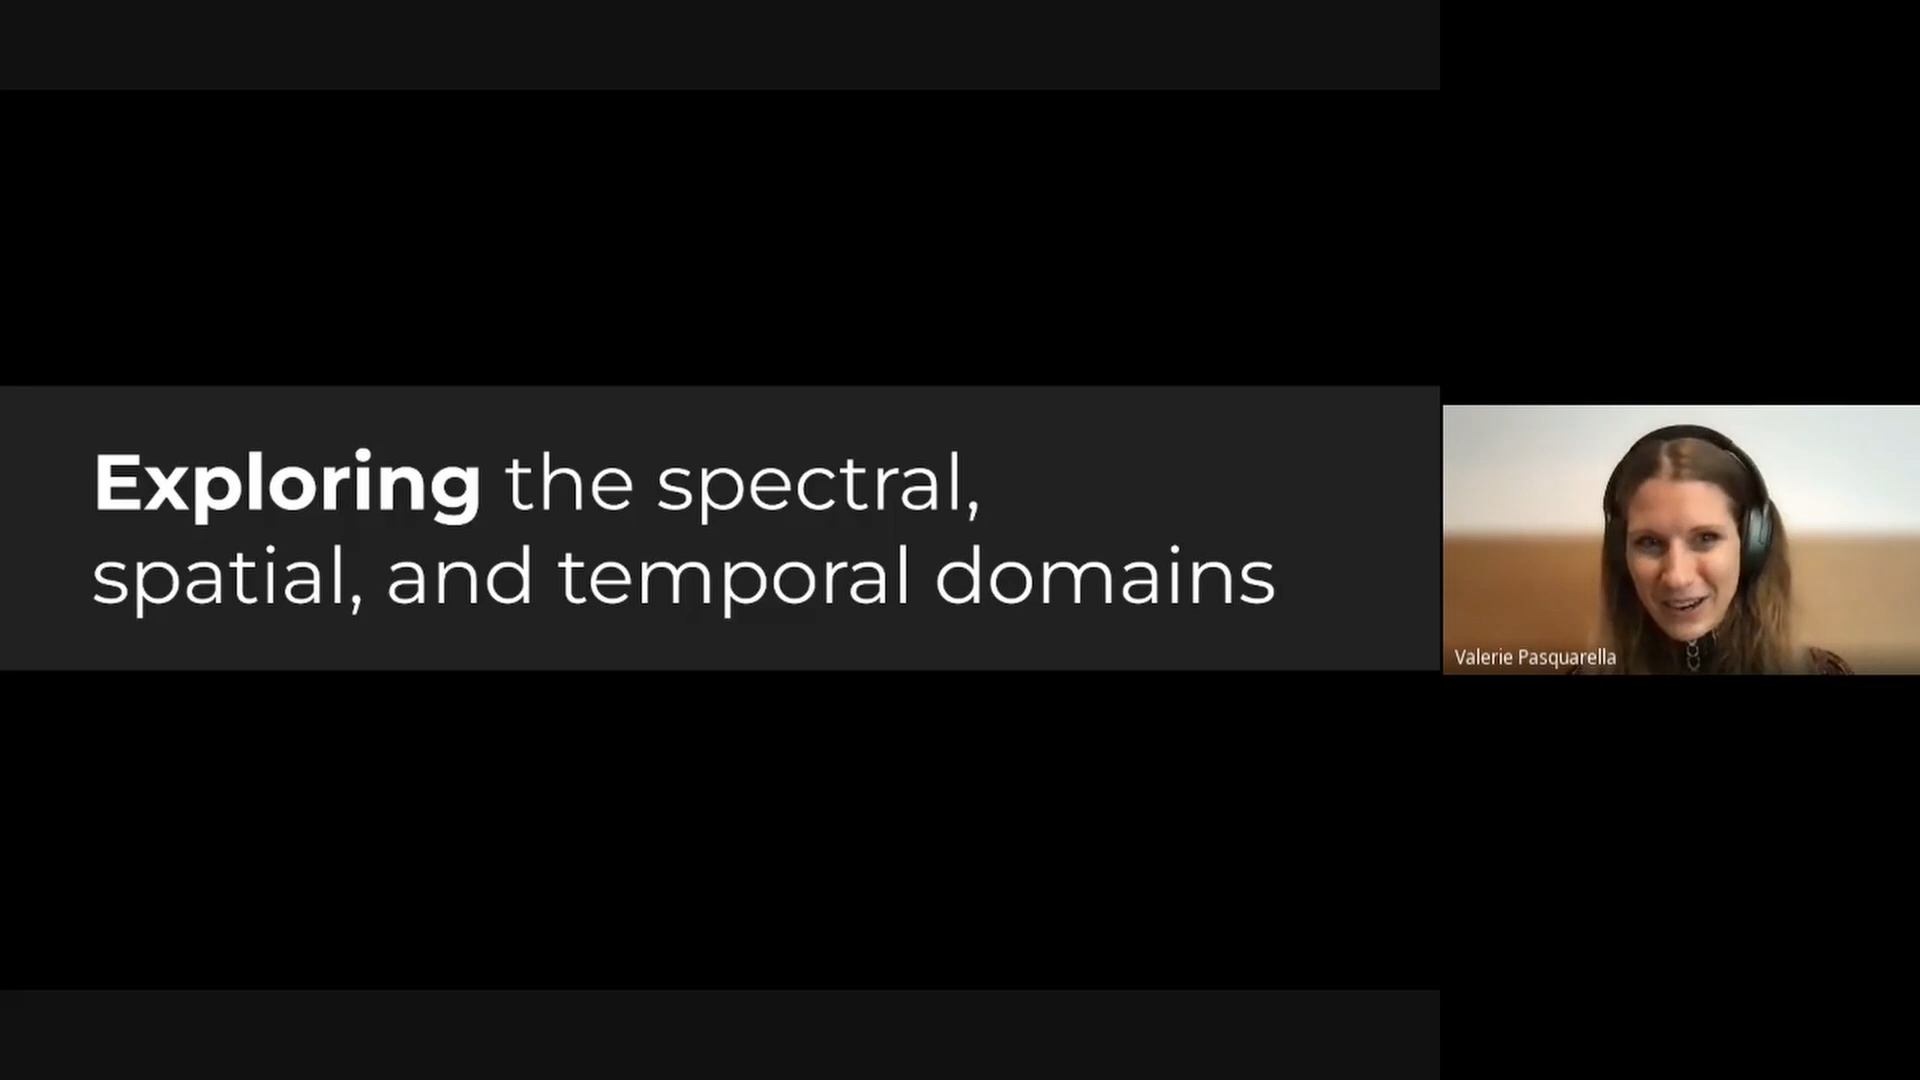 Exploring the spectral,
spatial, and temporal domains
Valerie Pasquarella